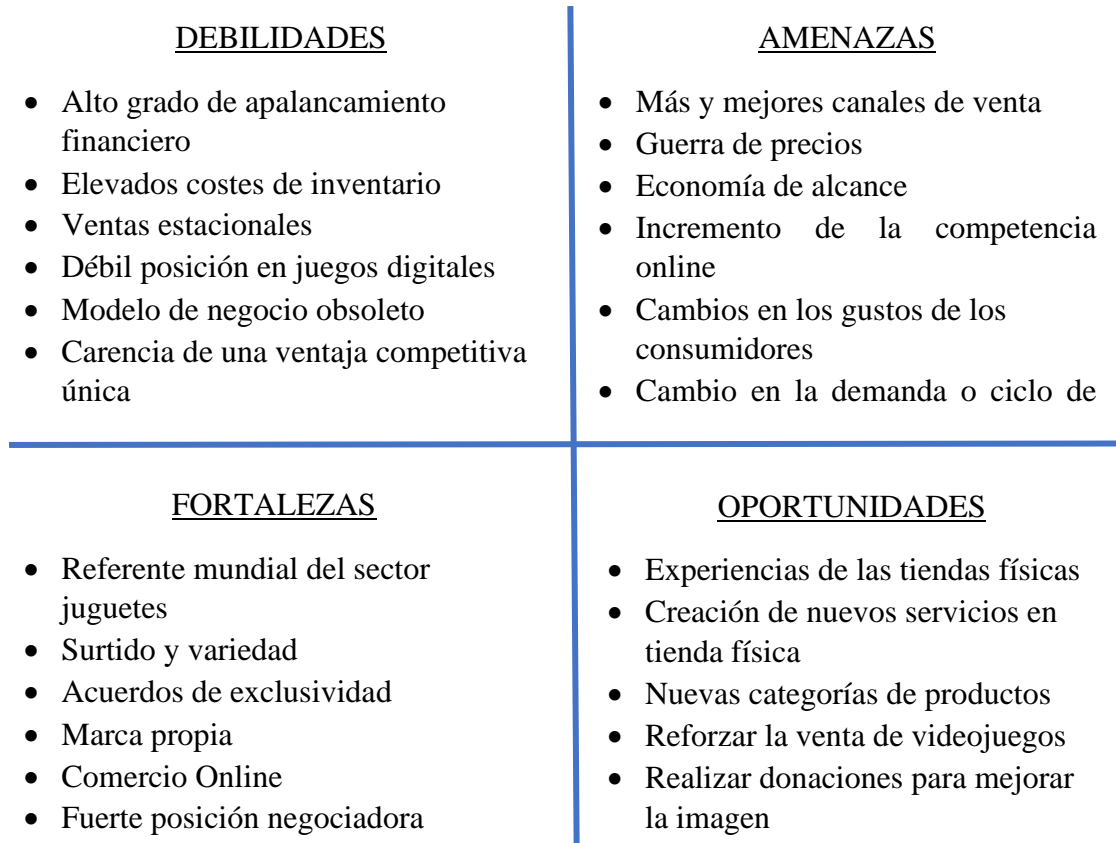 DEBILIDADES
• Alto grado de apalancamiento
financiero
• Elevados costes de inventario
• Ventas estacionales
• Débil posición en juegos digitales
• Modelo de negocio obsoleto
• Carencia de una ventaja competitiva
única
AMENAZAS
• Más y mejores canales de venta
• Guerra de precios
• Economía de alcance
• Incremento de la competencia
online
• Cambios en los gustos de los
consumidores
• Cambio en la demanda o ciclo de
FORTALEZAS
• Referente mundial del sector
juguetes
• Surtido y variedad
• Acuerdos de exclusividad
• Marca propia
• Comercio Online
• Fuerte posición negociadora
OPORTUNIDADES
• Experiencias de las tiendas físicas
• Creación de nuevos servicios en
tienda física
• Nuevas categorías de productos
• Reforzar la venta de videojuegos
• Realizar donaciones para mejorar
la imagen